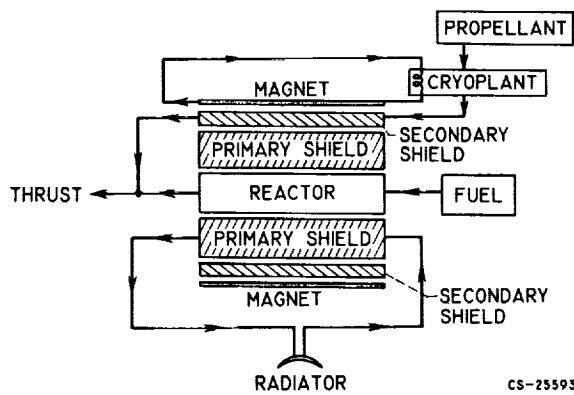 PROPELLANT
MAGNET
CRYOPLANT
SECONDARY
SHIELD
PRIMARY SHIELD
THRUST
REACTOR
FUEL
PRIMARY SHIELD
MAGNET
SECONDARY
SHIELD
RADIATOR
CS-25593